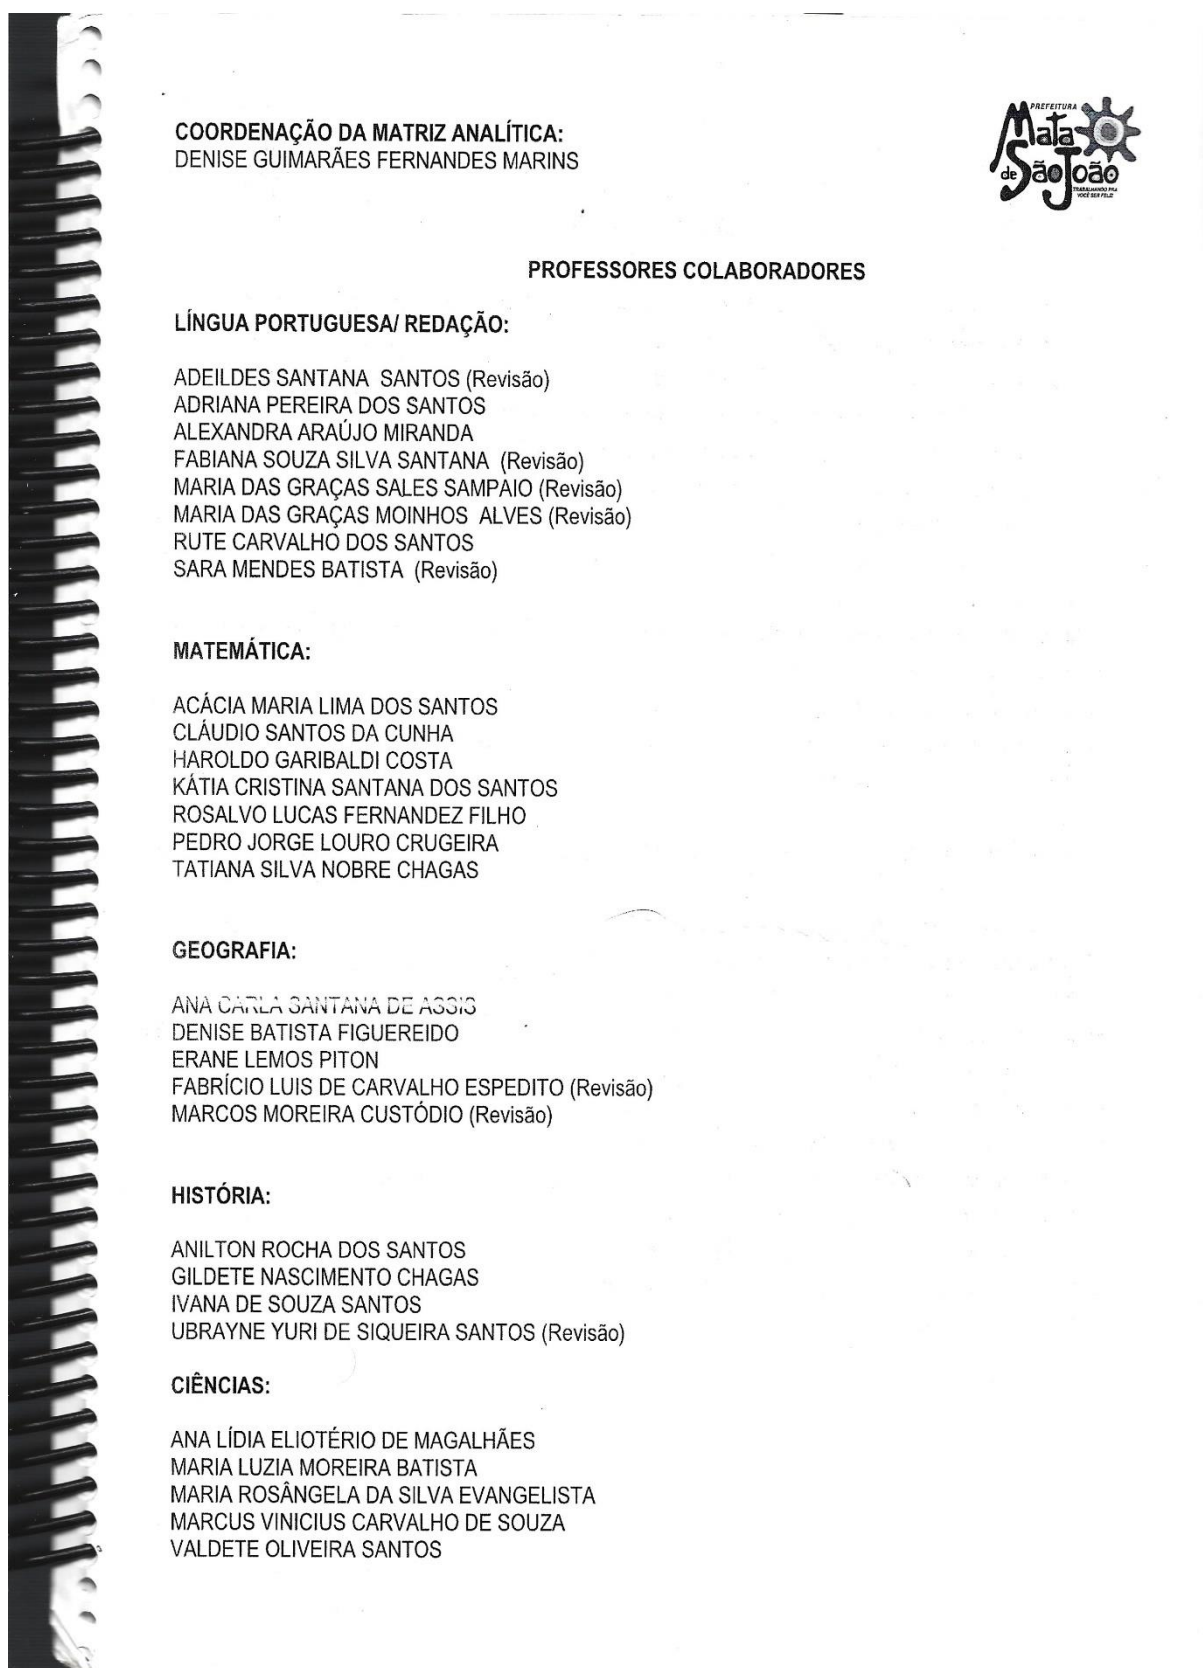 COORDENAÇÃO DA MATRIZ ANALÍTICA:
DENISE GUIMARÃES FERNANDES MARINS
PREFEITURA
Mata
de São João
TRABALHANDO PRA
VOCÊ SER FELIZ
PROFESSORES COLABORADORES
LÍNGUA PORTUGUESA/ REDAÇÃO:
ADEILDES SANTANA SANTOS (Revisão)
ADRIANA PEREIRA DOS SANTOS
ALEXANDRA ARAÚJO MIRANDA
FABIANA SOUZA SILVA SANTANA (Revisão)
MARIA DAS GRAÇAS SALES SAMPAIO (Revisão)
MARIA DAS GRAÇAS MOINHOS ALVES (Revisão)
RUTE CARVALHO DOS SANTOS
SARA MENDES BATISTA (Revisão)
MATEMÁTICA:
ACÁCIA MARIA LIMA DOS SANTOS
CLÁUDIO SANTOS DA CUNHA
HAROLDO GARIBALDI COSTA
KÁTIA CRISTINA SANTANA DOS SANTOS
ROSALVO LUCAS FERNANDEZ FILHO
PEDRO JORGE LOURO CRUGEIRA
TATIANA SILVA NOBRE CHAGAS
GEOGRAFIA:
ANA CARLA SANTANA DE ASSIS
DENISE BATISTA FIGUEREIDO
ERANE LEMOS PITON
FABRÍCIO LUIS DE CARVALHO ESPEDITO (Revisão)
MARCOS MOREIRA CUSTÓDIO (Revisão)
HISTÓRIA:
ANILTON ROCHA DOS SANTOS
GILDETE NASCIMENTO CHAGAS
IVANA DE SOUZA SANTOS
UBRAYNE YURI DE SIQUEIRA SANTOS (Revisão)
CIÊNCIAS:
ANA LÍDIA ELIOTÉRIO DE MAGALHÃES
MARIA LUZIA MOREIRA BATISTA
MARIA ROSÂNGELA DA SILVA EVANGELISTA
MARCUS VINICIUS CARVALHO DE SOUZA
VALDETE OLIVEIRA SANTOS